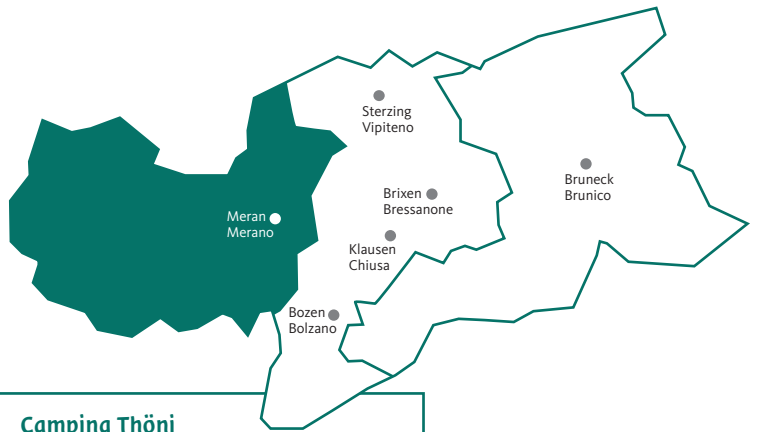 Sterzing
Vipiteno
Bruneck
Brunico
Brixen
Bressanone
Meran
Merano
Klausen
Chiusa
Bozen
Bolzano
Camping Thöni